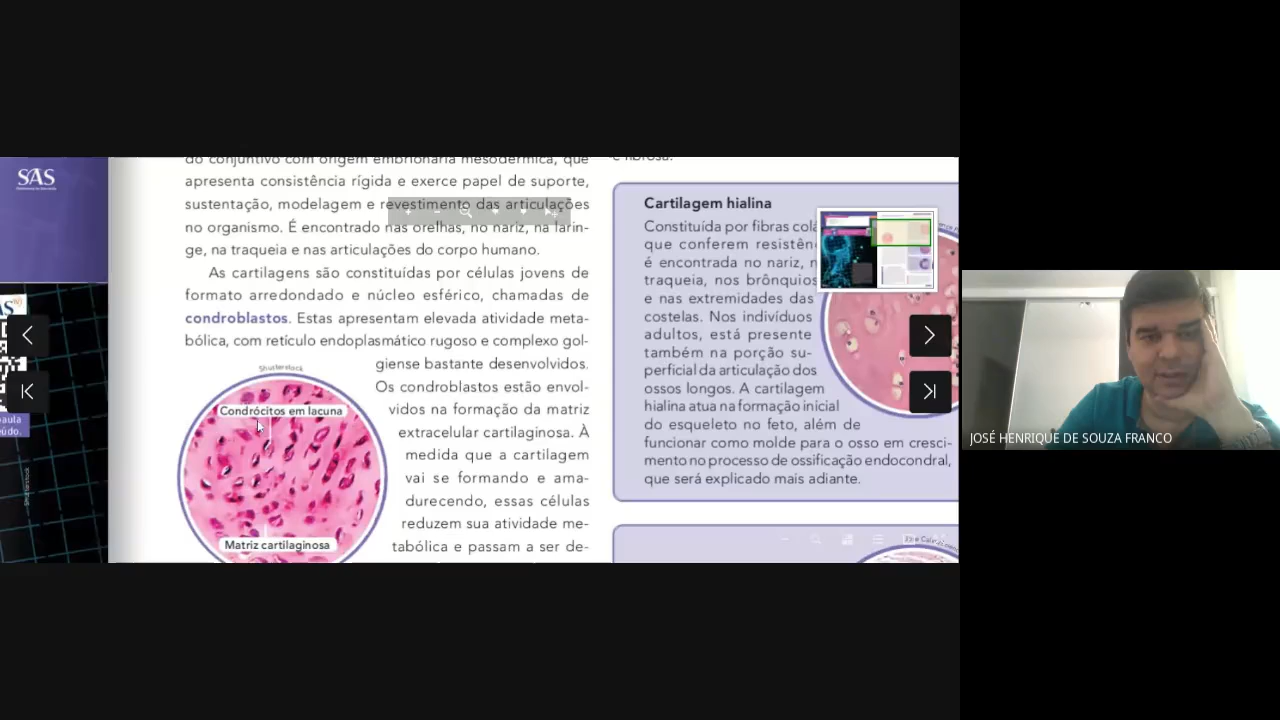 SAS
do conjuntivo com origem embrionária mesodérmica, que
apresenta consistência rígida e exerce papel de suporte,
sustentação, modelagem e revestimento das articulações
no organismo. É encontrado nas orelhas, no nariz, na larin-
ge, na traqueia e nas articulações do corpo humano.
As cartilagens são constituídas por células jovens de
formato arredondado e núcleo esférico, chamadas de
condroblastos. Estas apresentam elevada atividade meta-
bólica, com retículo endoplasmático rugoso e complexo gol-
giense bastante desenvolvidos.
Os condroblastos estão envol-
vidos na formação da matriz
extracelular cartilaginosa. À
medida que a cartilagem
vai se formando e ama-
durecendo, essas células
reduzem sua atividade me-
tabólica e passam a ser de-
Shutterstock
Condrócitos em lacuna
Matriz cartilaginosa
e fibrosa.
Cartilagem hialina
Constituída por fibras colá
que conferem resistên
é encontrada no nariz, n
traqueia, nos brônquios
e nas extremidades das
costelas. Nos indivíduos
adultos, está presente
também na porção su-
perficial da articulação dos
ossos longos. A cartilagem
hialina atua na formação inicial
do esqueleto no feto, além de
funcionar como molde para o osso em cresci-
mento no processo de ossificação endocondral,
que será explicado mais adiante.
aula
eúdo.
Shutterstock
JOSÉ HENRIQUE DE SOUZA FRANCO